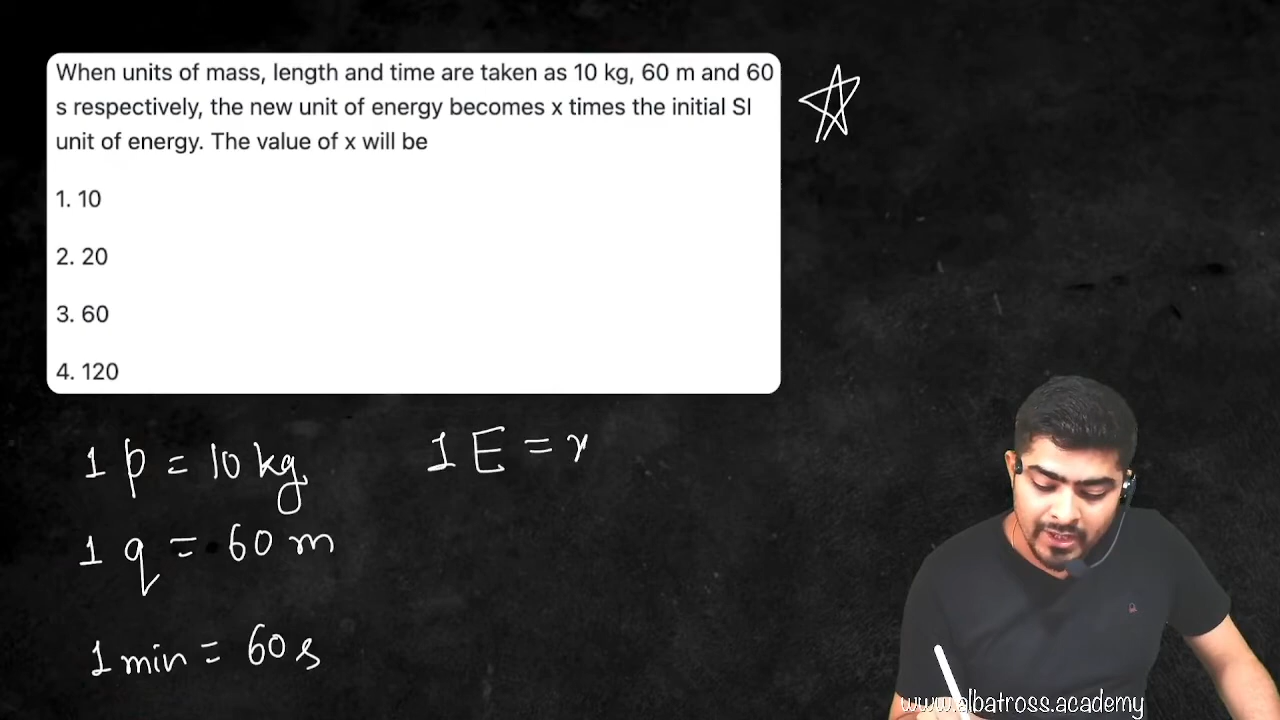 When units of mass, length and time are taken as 10 kg, 60 m and 60
s respectively, the new unit of energy becomes x times the initial SI
unit of energy. The value of x will be
1. 10
2. 20
3. 60
4. 120
1 p = 10 kg
1 E = x
1 q = 60 m
1 min = 60 s
www.albatross.academy